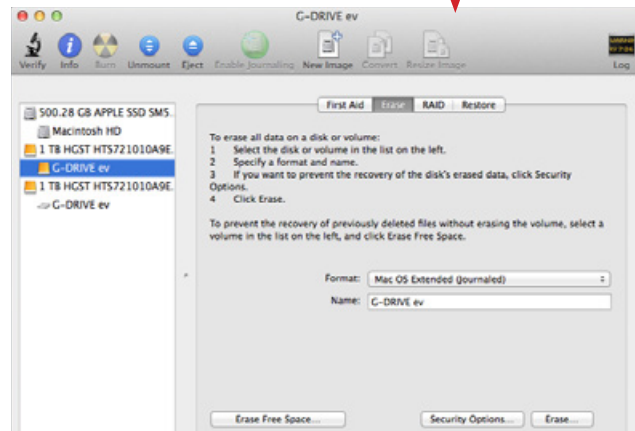 G-DRIVE ev
Verify Info Burn Unmount Eject Enable Journaling New Image Convert Resize Image Log
500.28 GB APPLE SSD SM5...
Macintosh HD
1 TB HGST HTS721010A9E...
G-DRIVE ev
1 TB HGST HTS721010A9E...
G-DRIVE ev
First Aid Erase RAID Restore
To erase all data on a disk or volume:
1 Select the disk or volume in the list on the left.
2 Specify a format and name.
3 If you want to prevent the recovery of the disk's erased data, click Security
Options.
4 Click Erase.
To prevent the recovery of previously deleted files without erasing the volume, select a
volume in the list on the left, and click Erase Free Space.
Format: Mac OS Extended (Journaled)
Name: G-DRIVE ev
Erase Free Space... Security Options... Erase...